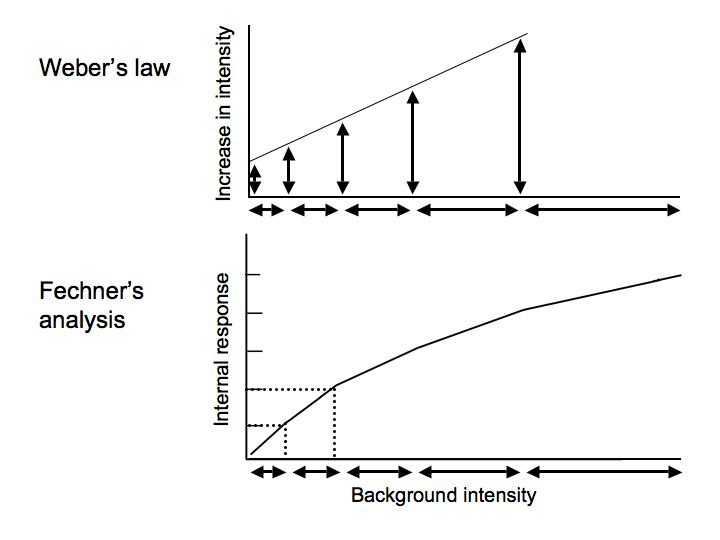 Weber’s law
Increase in intensity
Fechner’s
analysis
Internal response
Background intensity